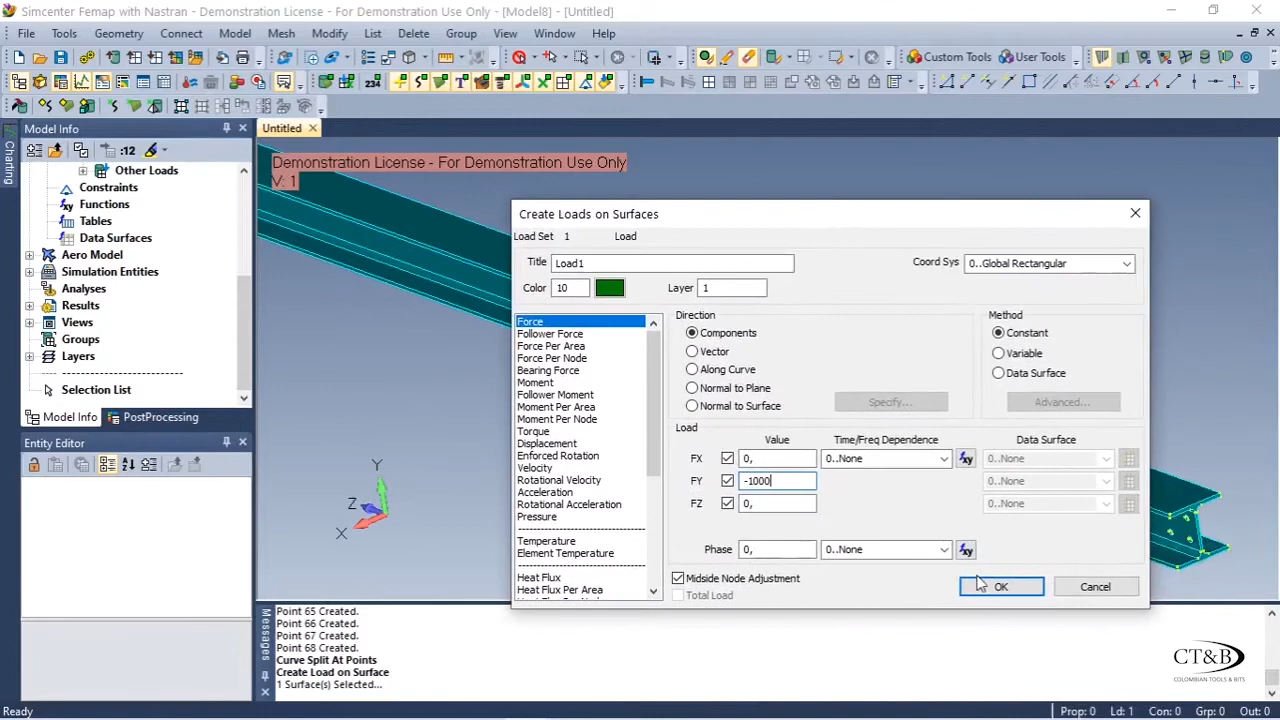 Simcenter Femap with Nastran - Demonstration License - For Demonstration Use Only - [Model8] - [Untitled]
File Tools Geometry Connect Model Mesh Modify List Delete Group View Window Help
Custom Tools User Tools
234
Model Info
Untitled
:12
Charting
Demonstration License - For Demonstration Use Only
V: 1
Other Loads
Constraints
Functions
Tables
Data Surfaces
Aero Model
Simulation Entities
Analyses
Results
Views
Groups
Layers
Selection List
Model Info PostProcessing
Entity Editor
Y
Z
X
Create Loads on Surfaces
Load Set 1 Load
Title Load1
Coord Sys 0..Global Rectangular
Color 10
Layer 1
Force
Follower Force
Force Per Area
Force Per Node
Bearing Force
Moment
Follower Moment
Moment Per Area
Moment Per Node
Torque
Displacement
Enforced Rotation
Velocity
Rotational Velocity
Acceleration
Rotational Acceleration
Pressure
Temperature
Element Temperature
Heat Flux
Heat Flux Per Area
Direction
Components
Vector
Along Curve
Normal to Plane
Normal to Surface
Specify...
Method
Constant
Variable
Data Surface
Advanced...
Load
Value Time/Freq Dependence Data Surface
FX 0, 0..None 0..None
FY -1000 0..None
FZ 0, 0..None
Phase 0, 0..None
Midside Node Adjustment
Total Load
OK Cancel
Messages
Point 65 Created.
Point 66 Created.
Point 67 Created.
Point 68 Created.
Curve Split At Points
Create Load on Surface
1 Surface(s) Selected...
CT&B
COLOMBIAN TOOLS & BITS
Ready
Prop: 0 Ld: 1 Con: 0 Grp: 0 Out: 0